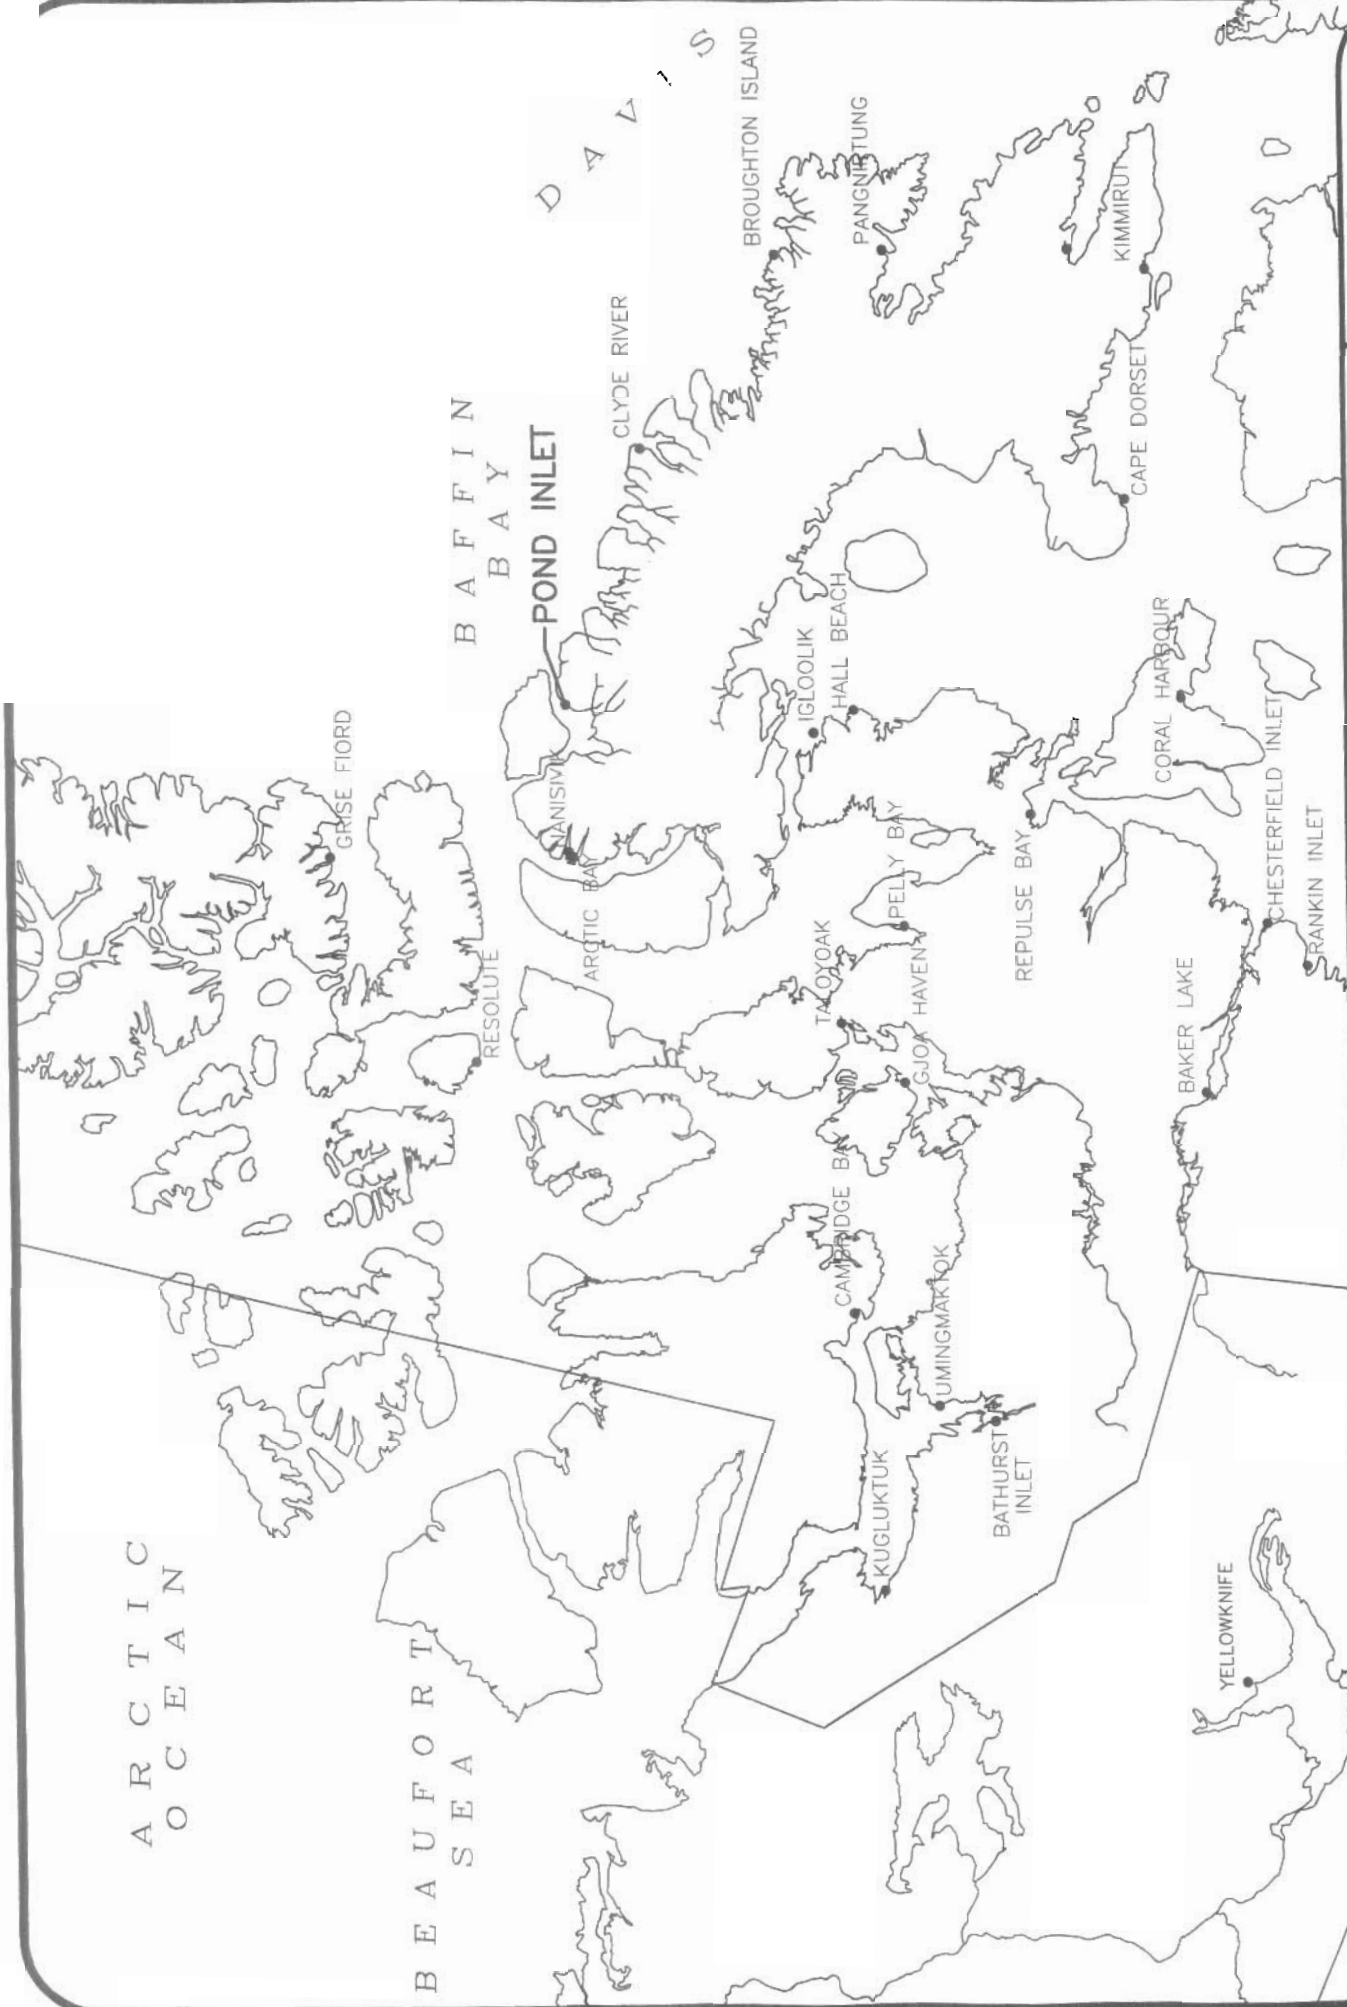 ARCTIC
OCEAN
BEAUFORT
SEA
BAFFIN
BAY
DAVIS
GRISE FIORD
RESOLUTE
POND INLET
NANISIVIK
ARCTIC BAY
CLYDE RIVER
BROUGHTON ISLAND
PANGNIRTUNG
KIMMIRUT
CAPE DORSET
IGLOOLIK
HALL BEACH
CORAL HARBOUR
PELLY BAY
REPULSE BAY
TALOYOAK
GJOA HAVEN
CAMBRIDGE BAY
UMINGMAKTOK
BATHURST
INLET
KUGLUKTUK
CHESTERFIELD INLET
RANKIN INLET
BAKER LAKE
YELLOWKNIFE